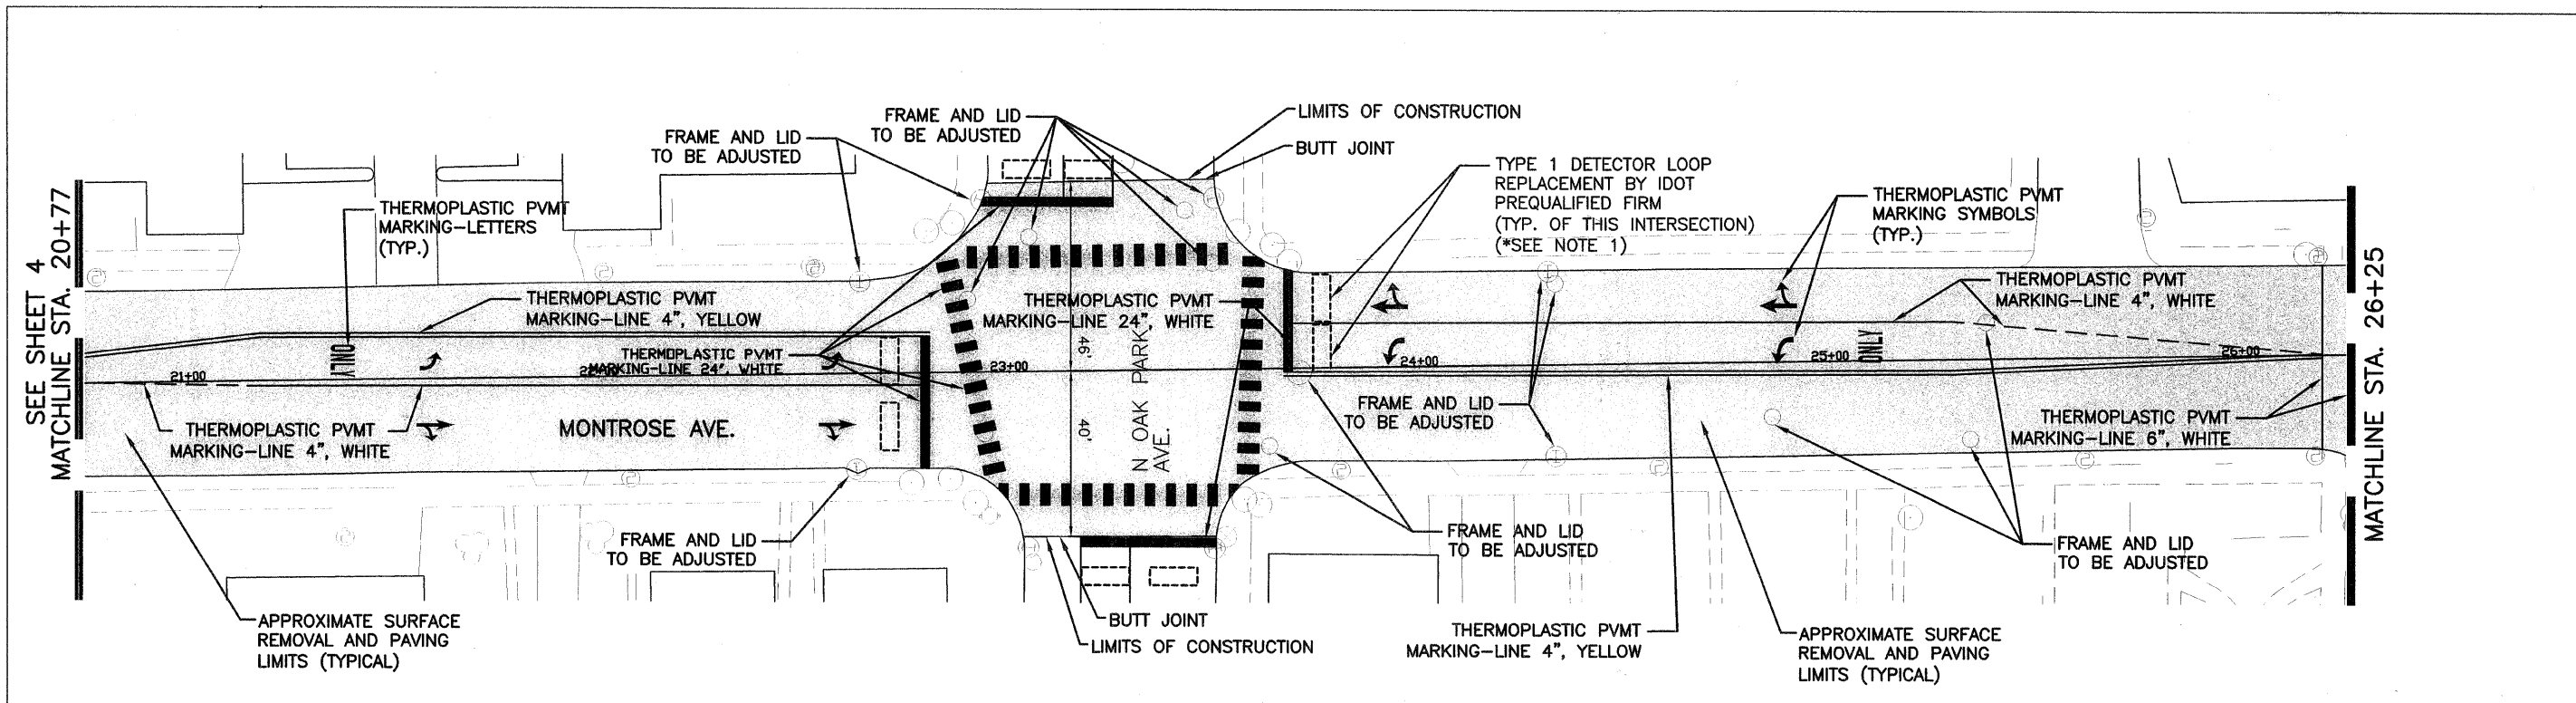 SEE SHEET 4
MATCHLINE STA. 20+77
FRAME AND LID
TO BE ADJUSTED
FRAME AND LID
TO BE ADJUSTED
LIMITS OF CONSTRUCTION
BUTT JOINT
TYPE 1 DETECTOR LOOP
REPLACEMENT BY IDOT
PREQUALIFIED FIRM
(TYP. OF THIS INTERSECTION)
(*SEE NOTE 1)
THERMOPLASTIC PVMT
MARKING SYMBOLS
(TYP.)
THERMOPLASTIC PVMT
MARKING-LETTERS
(TYP.)
THERMOPLASTIC PVMT
MARKING-LINE 4", YELLOW
THERMOPLASTIC PVMT
MARKING-LINE 24", WHITE
THERMOPLASTIC PVMT
MARKING-LINE 4", WHITE
ONLY
THERMOPLASTIC PVMT
MARKING-LINE 24", WHITE
21+00
23+00
24+00
25+00
26+00
ONLY
46'
40'
N OAK PARK
AVE.
MONTROSE AVE.
THERMOPLASTIC PVMT
MARKING-LINE 4", WHITE
FRAME AND LID
TO BE ADJUSTED
THERMOPLASTIC PVMT
MARKING-LINE 6", WHITE
MATCHLINE STA. 26+25
FRAME AND LID
TO BE ADJUSTED
FRAME AND LID
TO BE ADJUSTED
FRAME AND LID
TO BE ADJUSTED
APPROXIMATE SURFACE
REMOVAL AND PAVING
LIMITS (TYPICAL)
BUTT JOINT
LIMITS OF CONSTRUCTION
THERMOPLASTIC PVMT
MARKING-LINE 4", YELLOW
APPROXIMATE SURFACE
REMOVAL AND PAVING
LIMITS (TYPICAL)